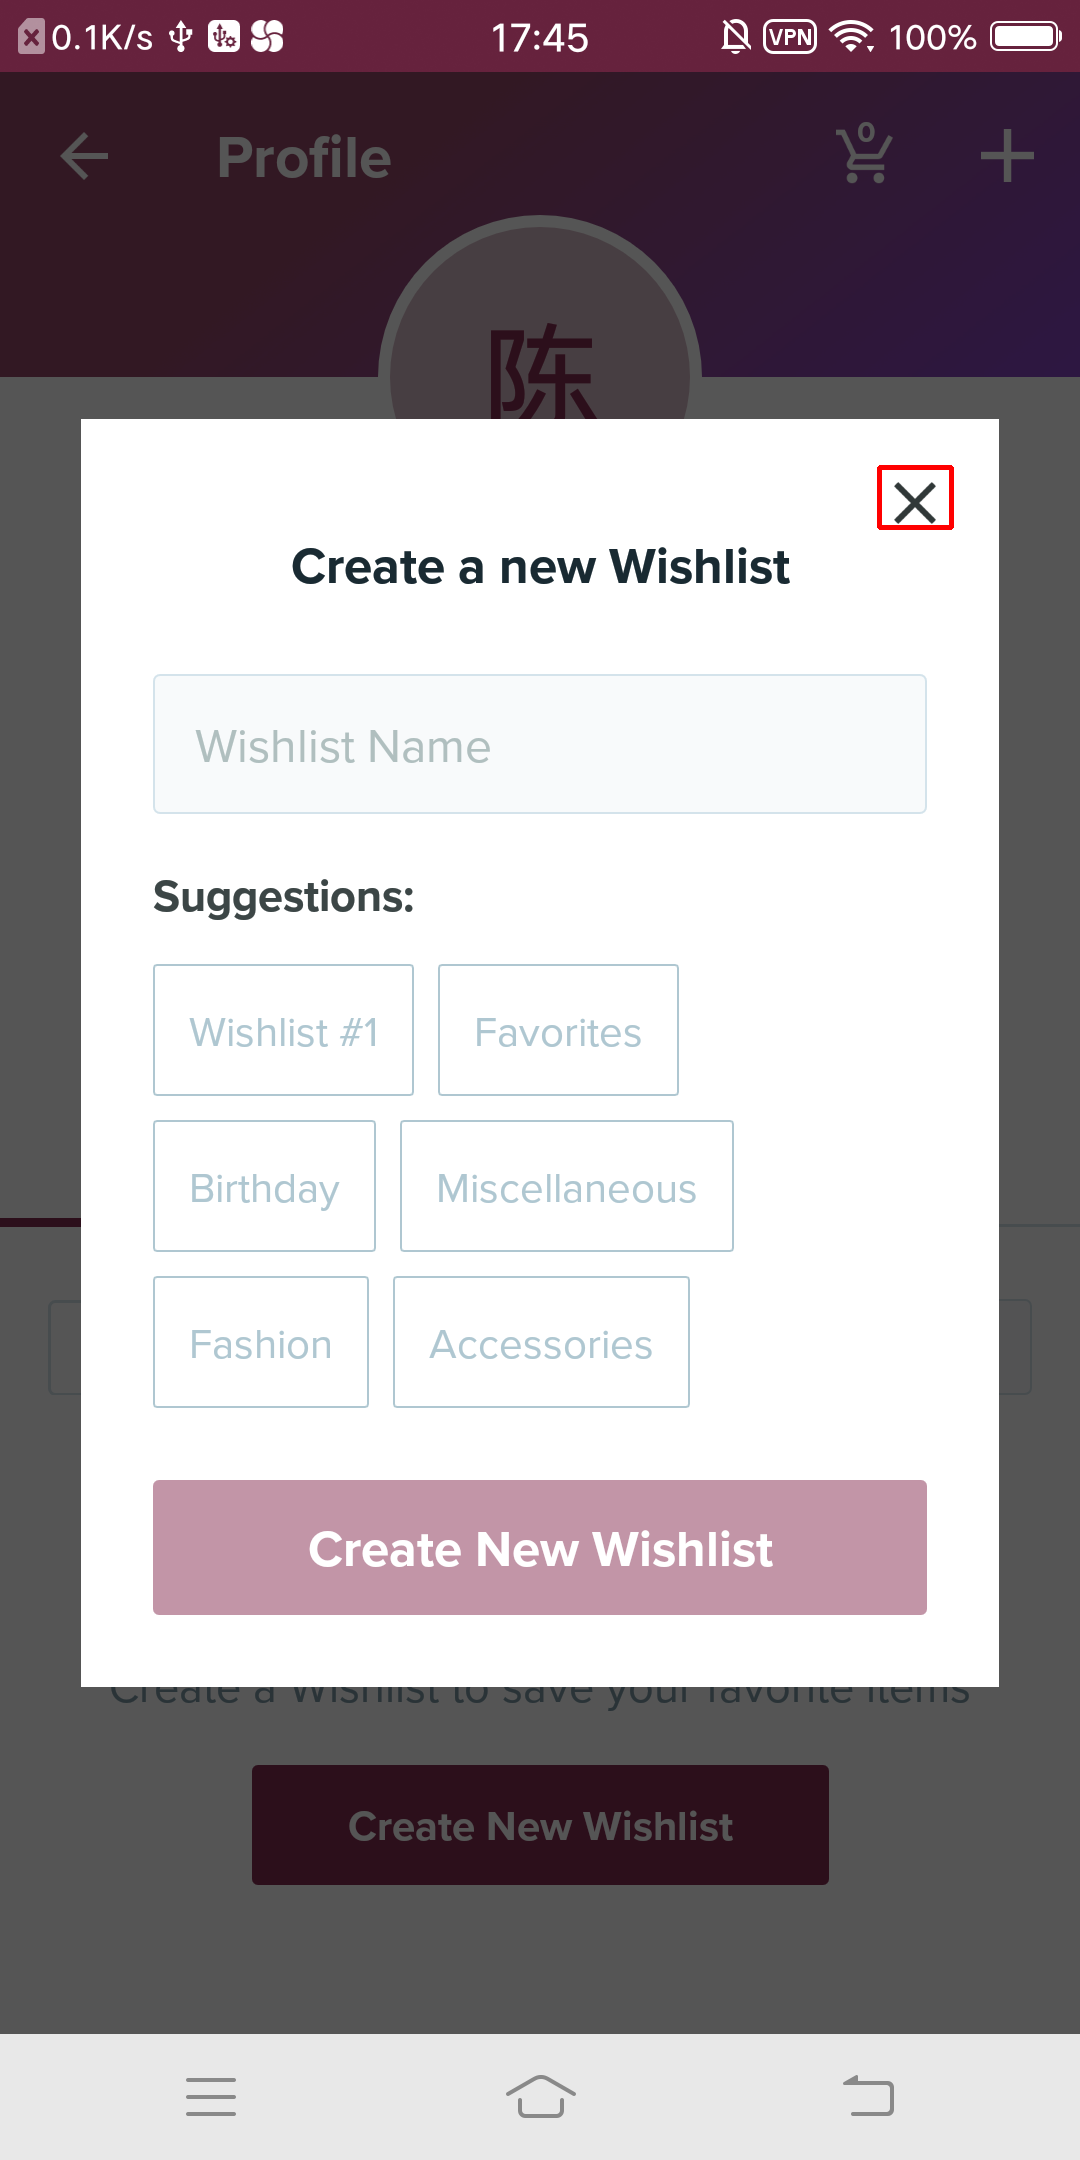 0.1K/s 17:45 VPN 100%
Profile 0
陈
Create a new Wishlist
Wishlist Name
Suggestions:
Wishlist #1 Favorites
Birthday Miscellaneous
Fashion Accessories
Create New Wishlist
Create a Wishlist to save your favorite items
Create New Wishlist